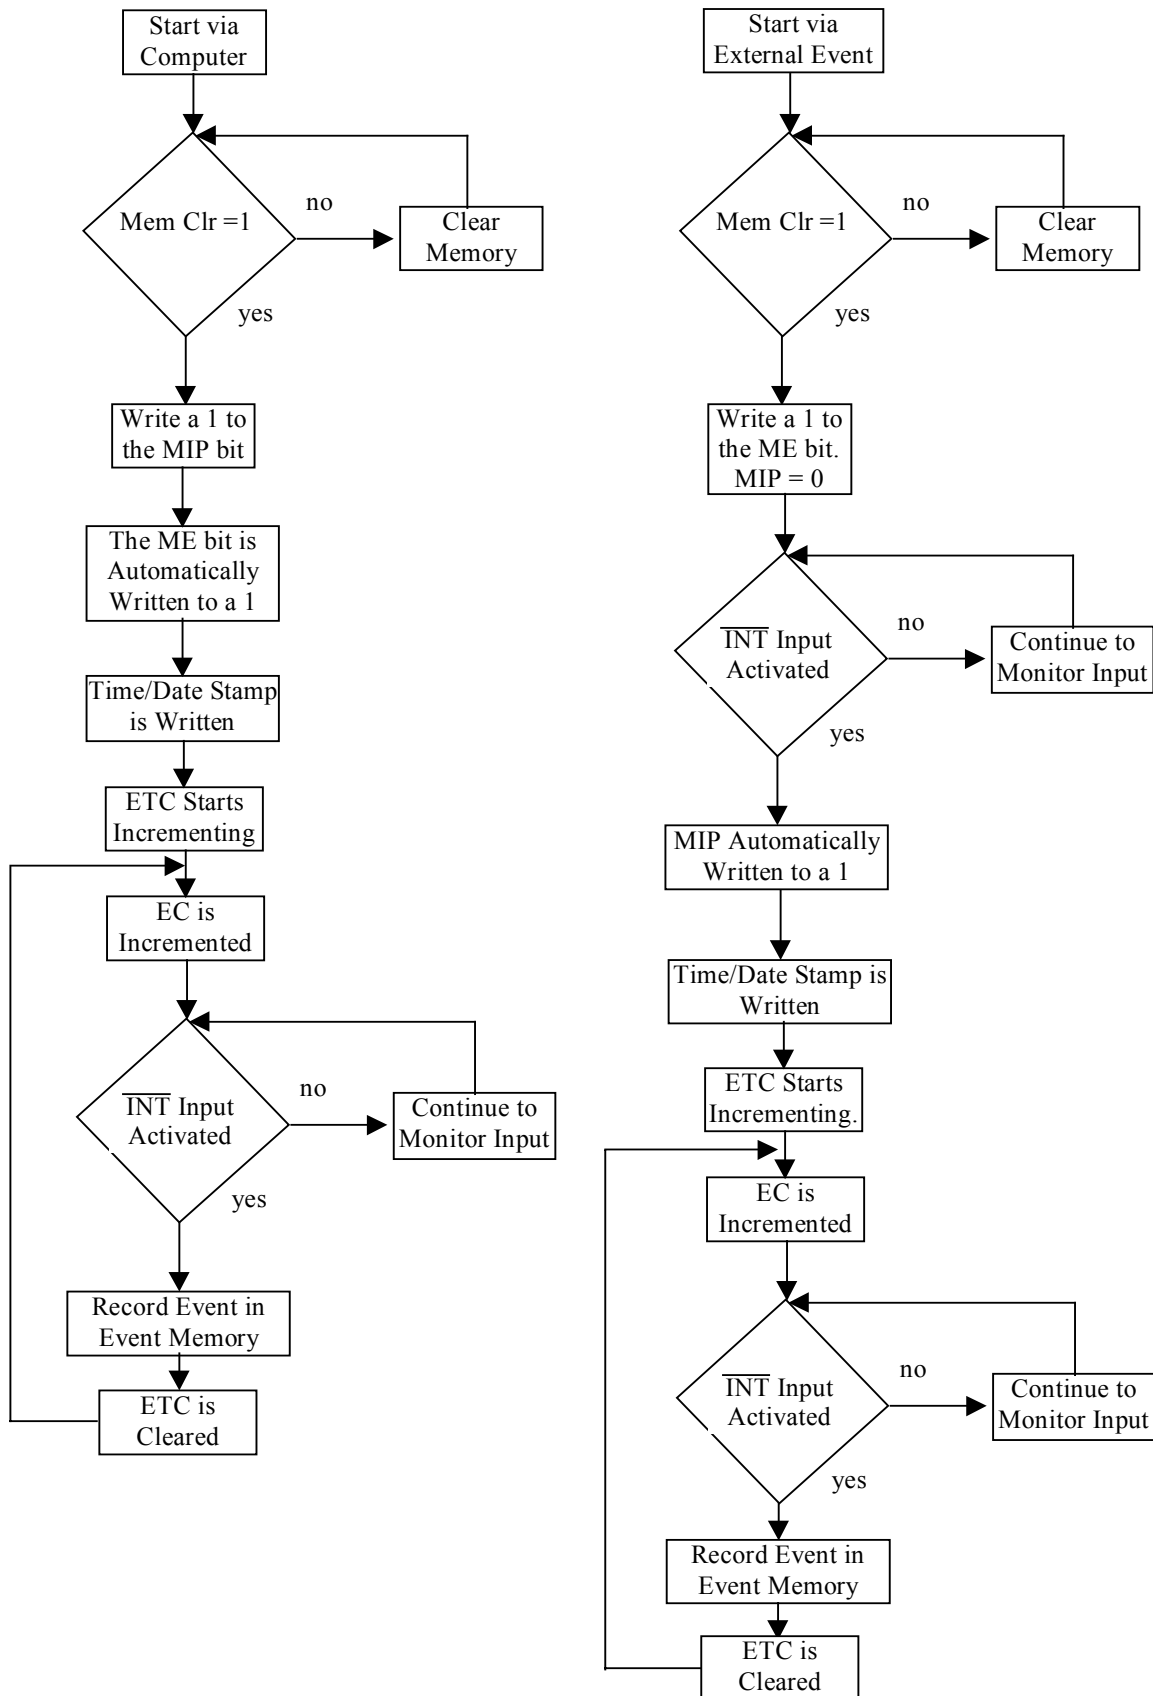 Start via
Computer
Mem Clr =1
no
Clear
Memory
yes
Write a 1 to
the MIP bit
The ME bit is
Automatically
Written to a 1
Time/Date Stamp
is Written
ETC Starts
Incrementing
EC is
Incremented
I̅N̅T̅ Input
Activated
no
Continue to
Monitor Input
yes
Record Event in
Event Memory
ETC is
Cleared
Start via
External Event
Mem Clr =1
no
Clear
Memory
yes
Write a 1 to
the ME bit.
MIP = 0
I̅N̅T̅ Input
Activated
no
Continue to
Monitor Input
yes
MIP Automatically
Written to a 1
Time/Date Stamp is
Written
ETC Starts
Incrementing.
EC is
Incremented
I̅N̅T̅ Input
Activated
no
Continue to
Monitor Input
yes
Record Event in
Event Memory
ETC is
Cleared